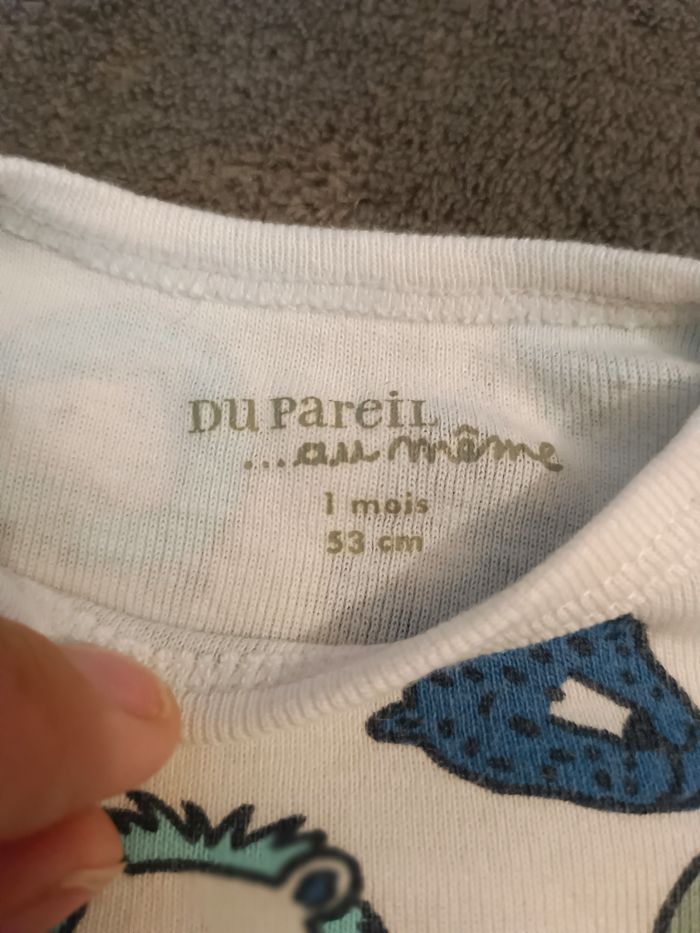 DU PareiL
...au même
1 mois
53 cm